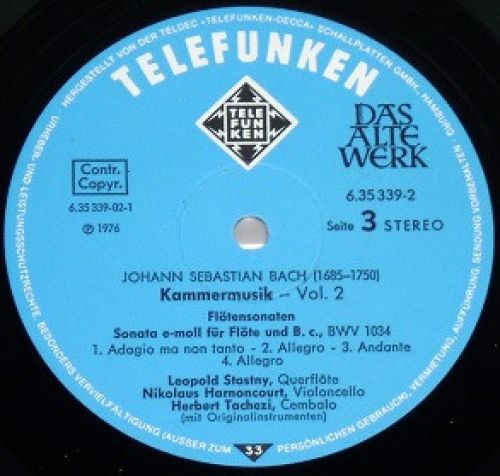 HERGESTELLT VON DER TELDEC »TELEFUNKEN-DECCA« SCHALLPLATTEN GMBH., HAMBURG
TELEFUNKEN
TELE
FUN
KEN
DAS
ALTE
WERK
Contr.
Copyr.
6.35 339-02-1
℗ 1976
6.35 339-2
Seite 3 STEREO
JOHANN SEBASTIAN BACH (1685–1750)
Kammermusik – Vol. 2
Flötensonaten
Sonata e-moll für Flöte und B. c., BWV 1034
1. Adagio ma non tanto - 2. Allegro - 3. Andante
4. Allegro
Leopold Stastny, Querflöte
Nikolaus Harnoncourt, Violoncello
Herbert Tachezi, Cembalo
(mit Originalinstrumenten)
33
URHEBER- UND LEISTUNGSSCHUTZRECHTE, BESONDERS VERVIELFÄLTIGUNG (AUSSER ZUM PERSÖNLICHEN GEBRAUCH), VERMIETUNG, AUFFÜHRUNG, SENDUNG VORBEHALTEN